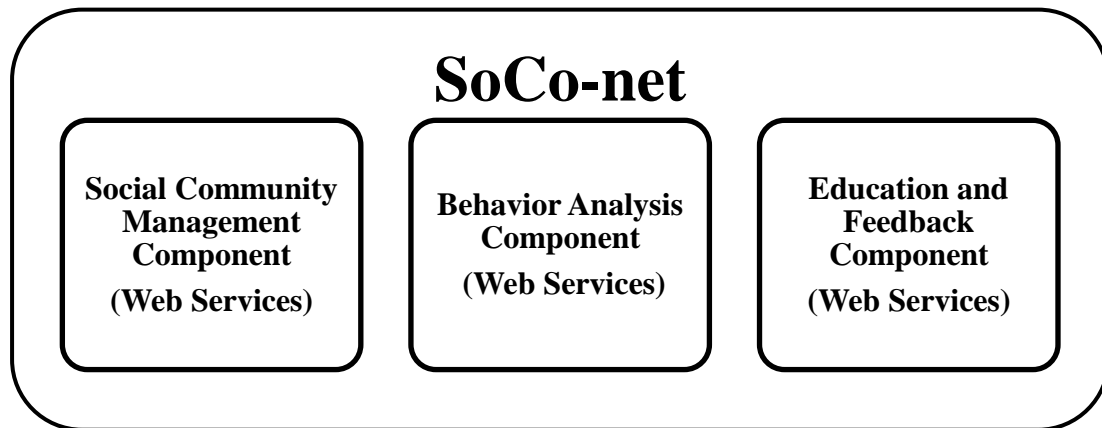 SoCo-net
Social Community
Management
Component
(Web Services)
Behavior Analysis
Component
(Web Services)
Education and
Feedback
Component
(Web Services)